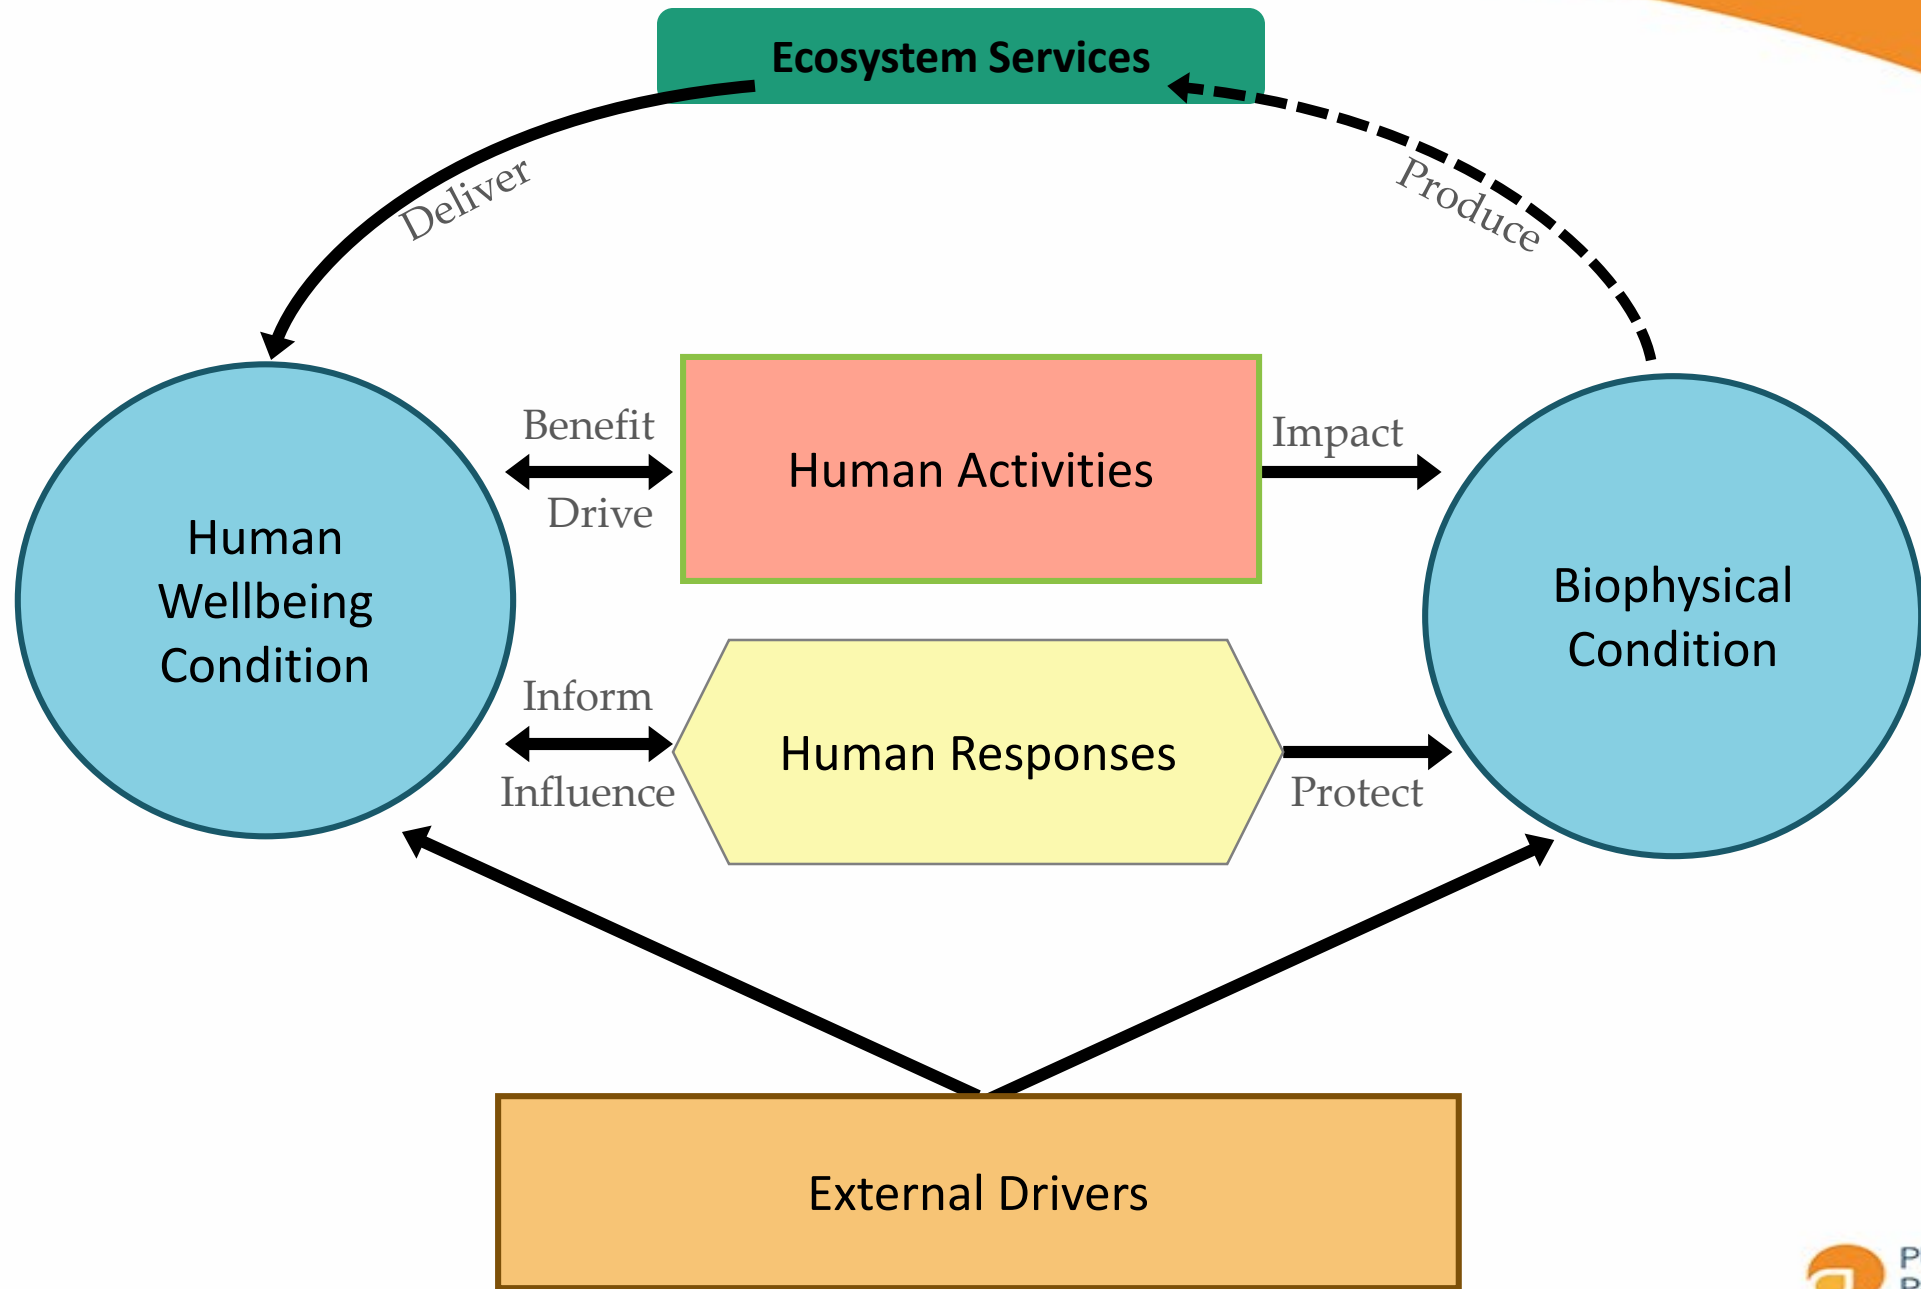 Ecosystem Services
Deliver
Produce
Benefit
Human Activities
Impact
Drive
Human
Wellbeing
Condition
Biophysical
Condition
Inform
Human Responses
Influence
Protect
External Drivers